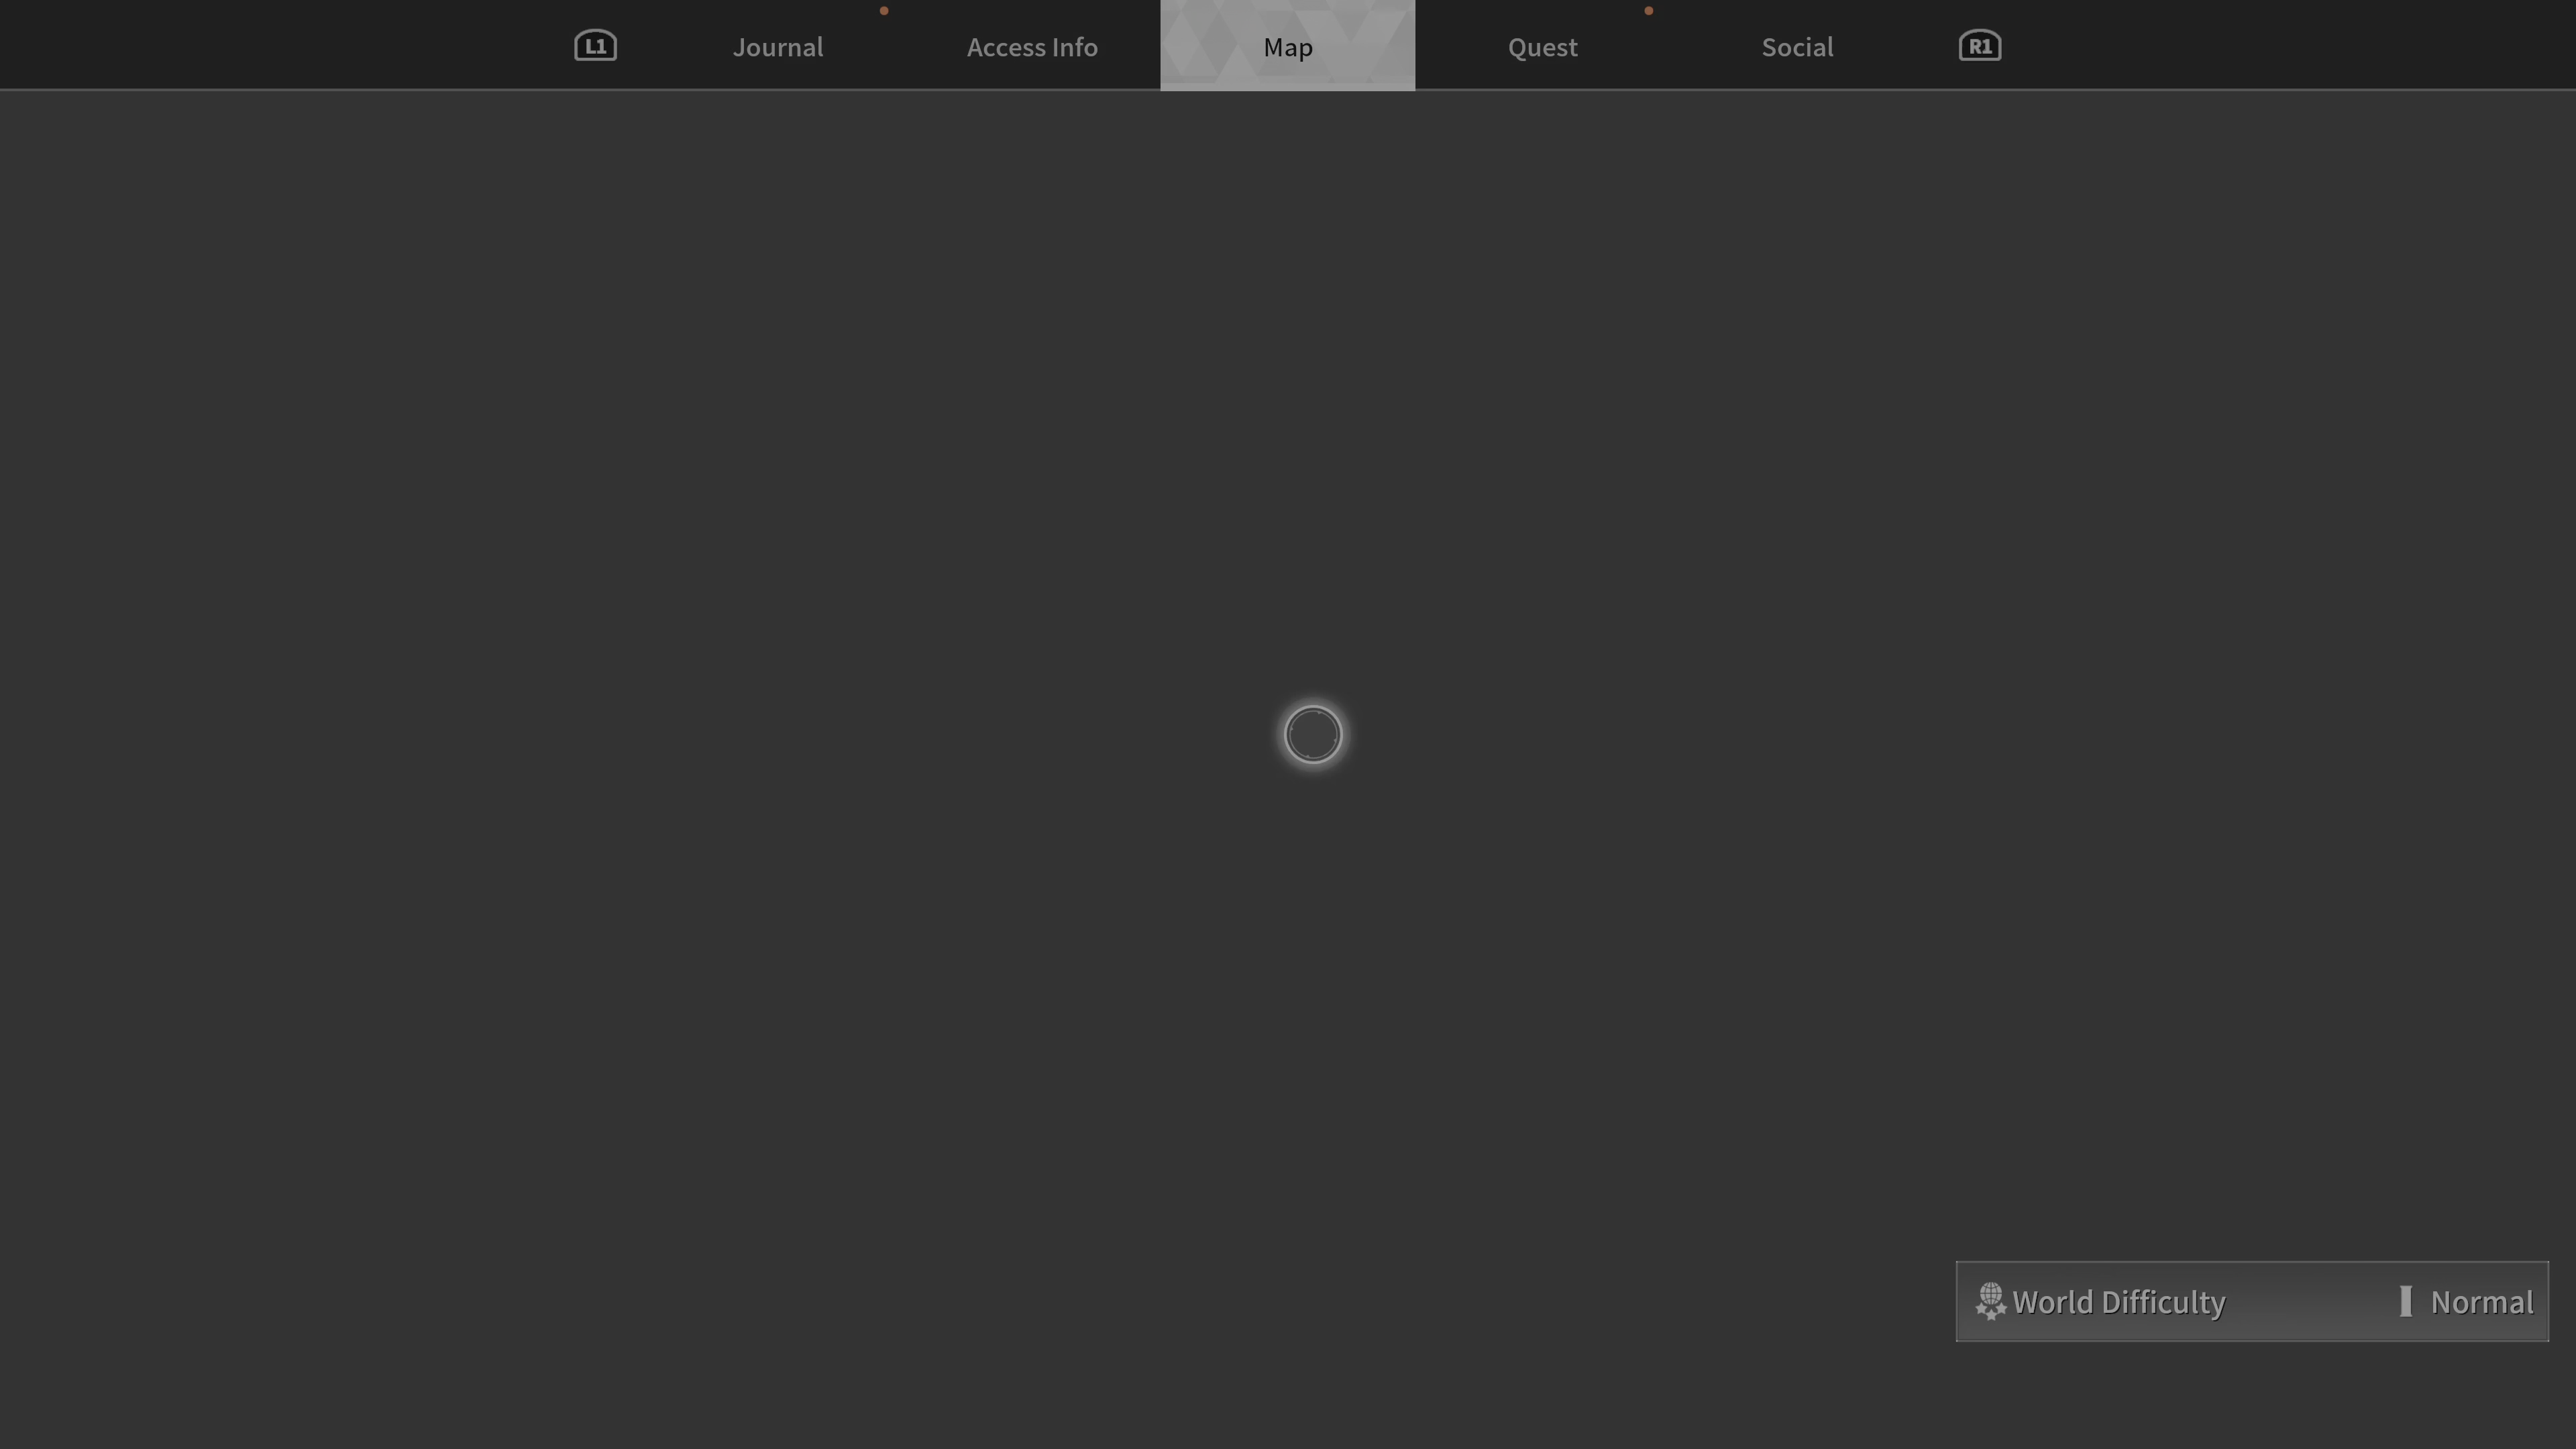 L1
Journal
Access Info
Map
Quest
Social
R1
World Difficulty
I Normal